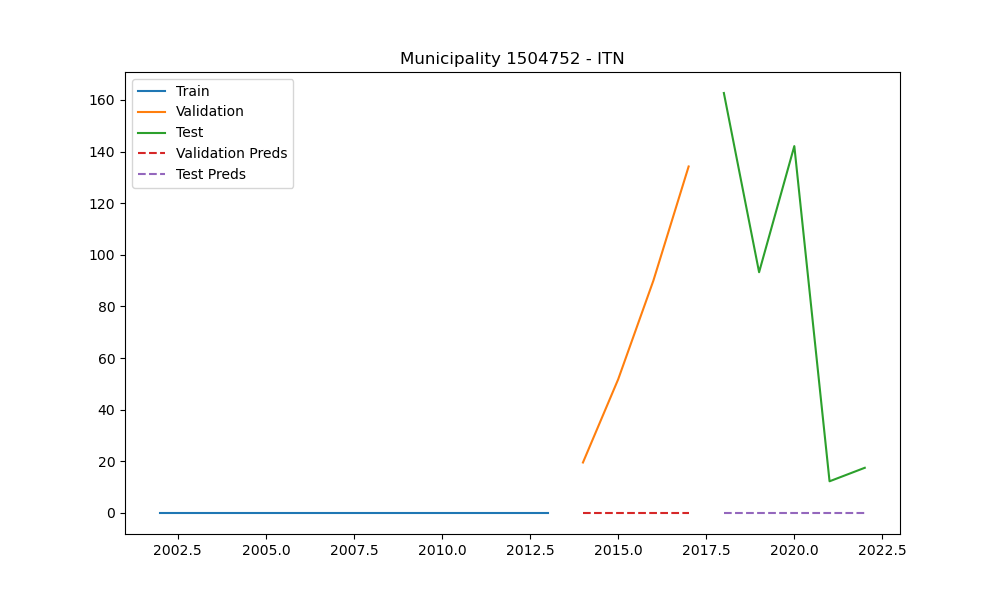 Municipality 1504752 - ITN
Train
Validation
Test
Validation Preds
Test Preds
160
140
120
100
80
60
40
20
0
2002.5 2005.0 2007.5 2010.0 2012.5 2015.0 2017.5 2020.0 2022.5